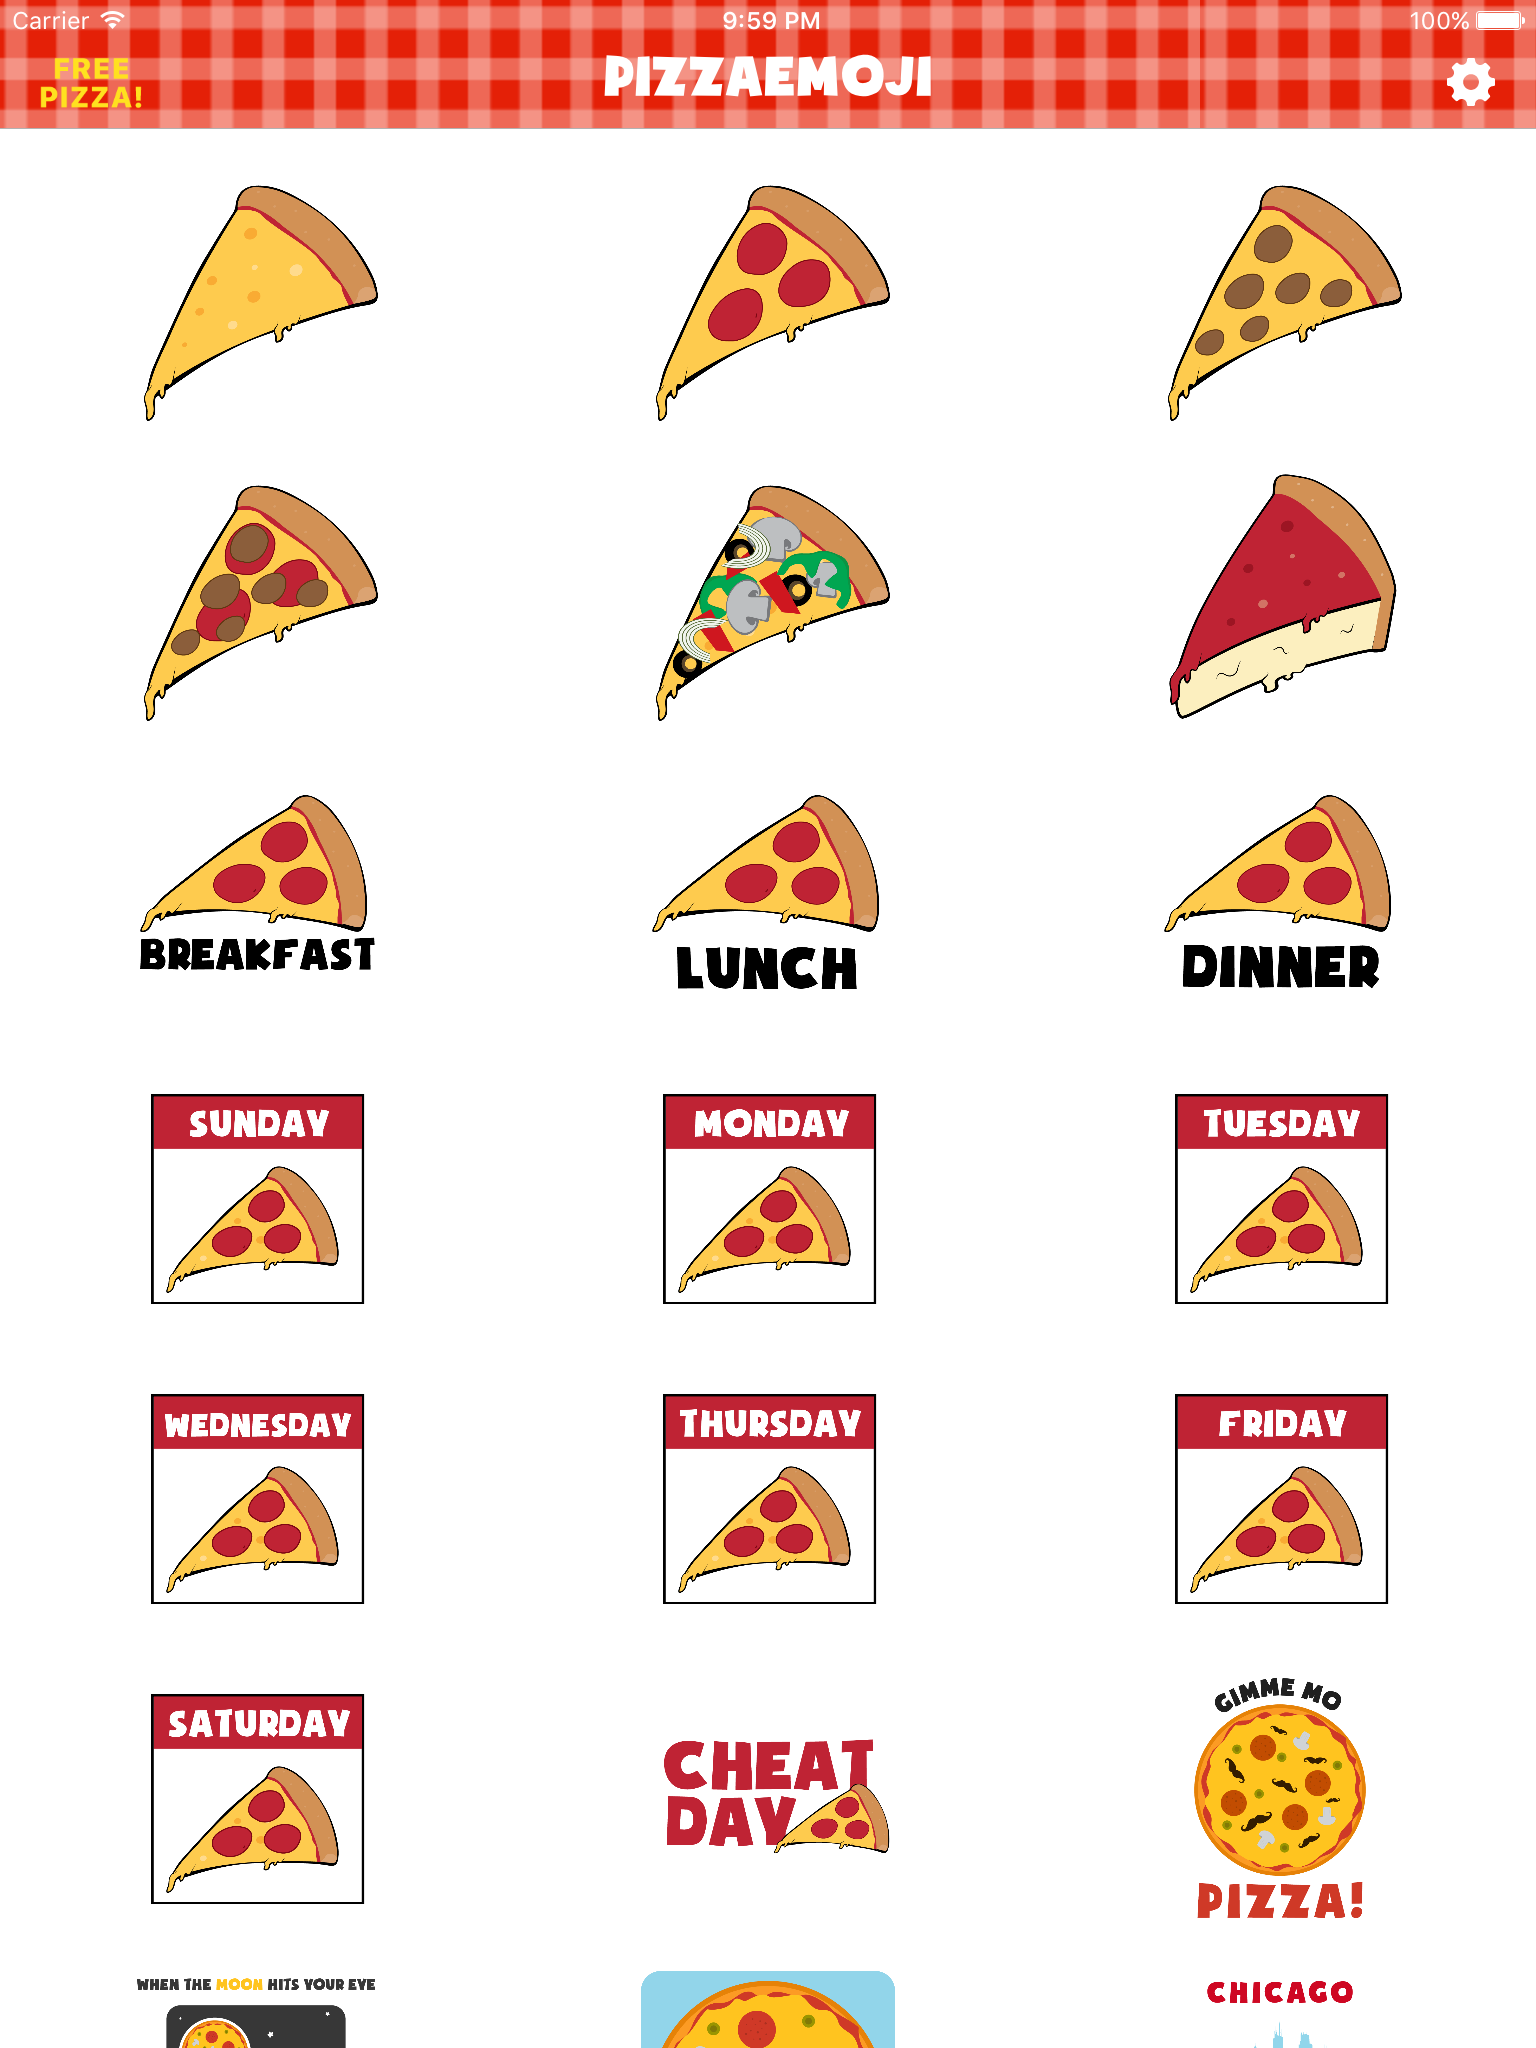 Carrier 9:59 PM 100%
FREE
PIZZA!
PIZZAEMOJI
BREAKFAST
LUNCH
DINNER
SUNDAY
MONDAY
TUESDAY
WEDNESDAY
THURSDAY
FRIDAY
SATURDAY
CHEAT
DAY
GIMME MO
PIZZA!
WHEN THE MOON HITS YOUR EYE
CHICAGO